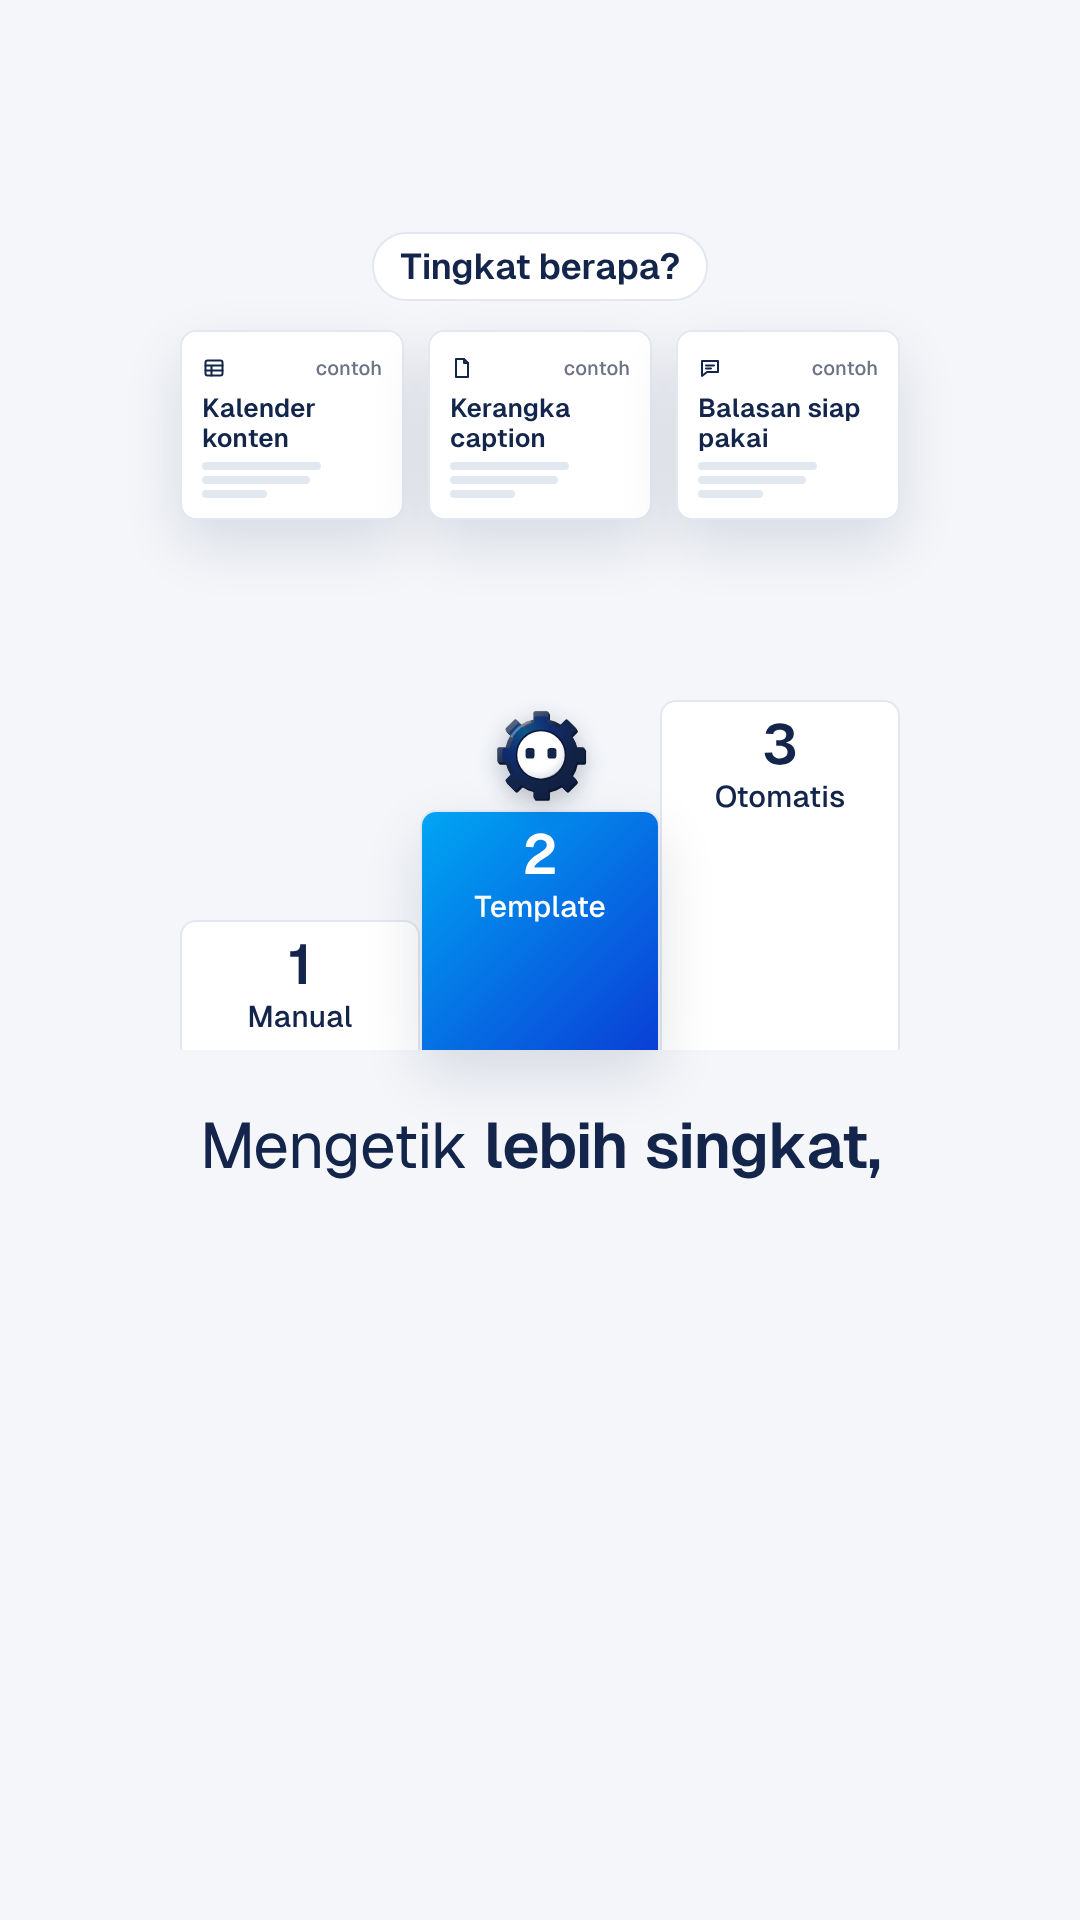 Tingkat berapa?
contoh
Kalender
konten
contoh
Kerangka
caption
contoh
Balasan siap
pakai
1
Manual
2
Template
3
Otomatis
Mengetik lebih singkat,